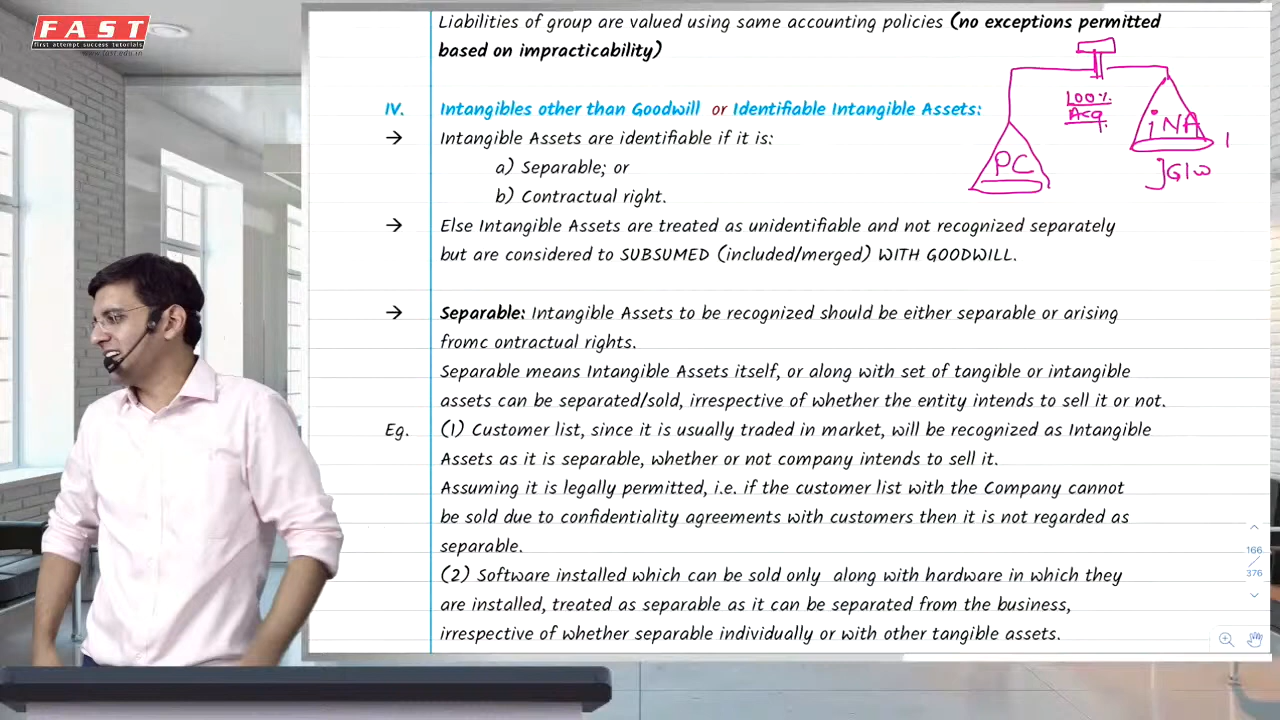 FAST
first attempt success tutorials
www.fast.edu.in
Liabilities of group are valued using same accounting policies (no exceptions permitted
based on impracticability)
IV. Intangibles other than Goodwill or Identifiable Intangible Assets:
→ Intangible Assets are identifiable if it is:
a) Separable; or
b) Contractual right.
→ Else Intangible Assets are treated as unidentifiable and not recognized separately
but are considered to SUBSUMED (included/merged) WITH GOODWILL.
→ Separable: Intangible Assets to be recognized should be either separable or arising
fromc ontractual rights.
Separable means Intangible Assets itself, or along with set of tangible or intangible
assets can be separated/sold, irrespective of whether the entity intends to sell it or not.
Eg. (1) Customer list, since it is usually traded in market, will be recognized as Intangible
Assets as it is separable, whether or not company intends to sell it.
Assuming it is legally permitted, i.e. if the customer list with the Company cannot
be sold due to confidentiality agreements with customers then it is not regarded as
separable.
(2) Software installed which can be sold only along with hardware in which they
are installed, treated as separable as it can be separated from the business,
irrespective of whether separable individually or with other tangible assets.
100%
Acq.
PC
iNA
G/w
166
376